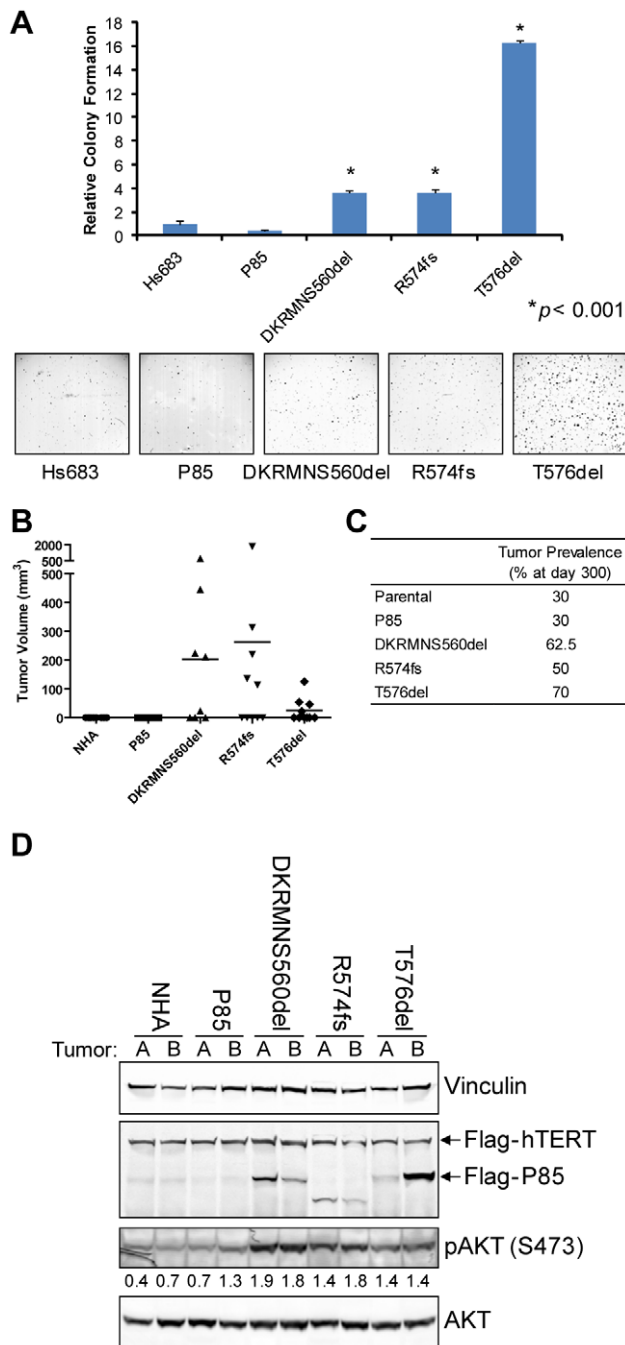 A
Relative Colony Formation
18
16
14
12
10
8
6
4
2
0
*
*
*
Hs683
P85
DKRMNS560del
R574fs
T576del
*p< 0.001
Hs683 P85 DKRMNS560del R574fs T576del
B
Tumor Volume (mm³)
2000
500
500
400
300
200
100
0
NHA
P85
DKRMNS560del
R574fs
T576del
C
Tumor Prevalence
(% at day 300)
Parental 30
P85 30
DKRMNS560del 62.5
R574fs 50
T576del 70
D
NHA
P85
DKRMNS560del
R574fs
T576del
Tumor: A B A B A B A B A B
Vinculin
Flag-hTERT
Flag-P85
pAKT (S473)
0.4 0.7 0.7 1.3 1.9 1.8 1.4 1.8 1.4 1.4
AKT